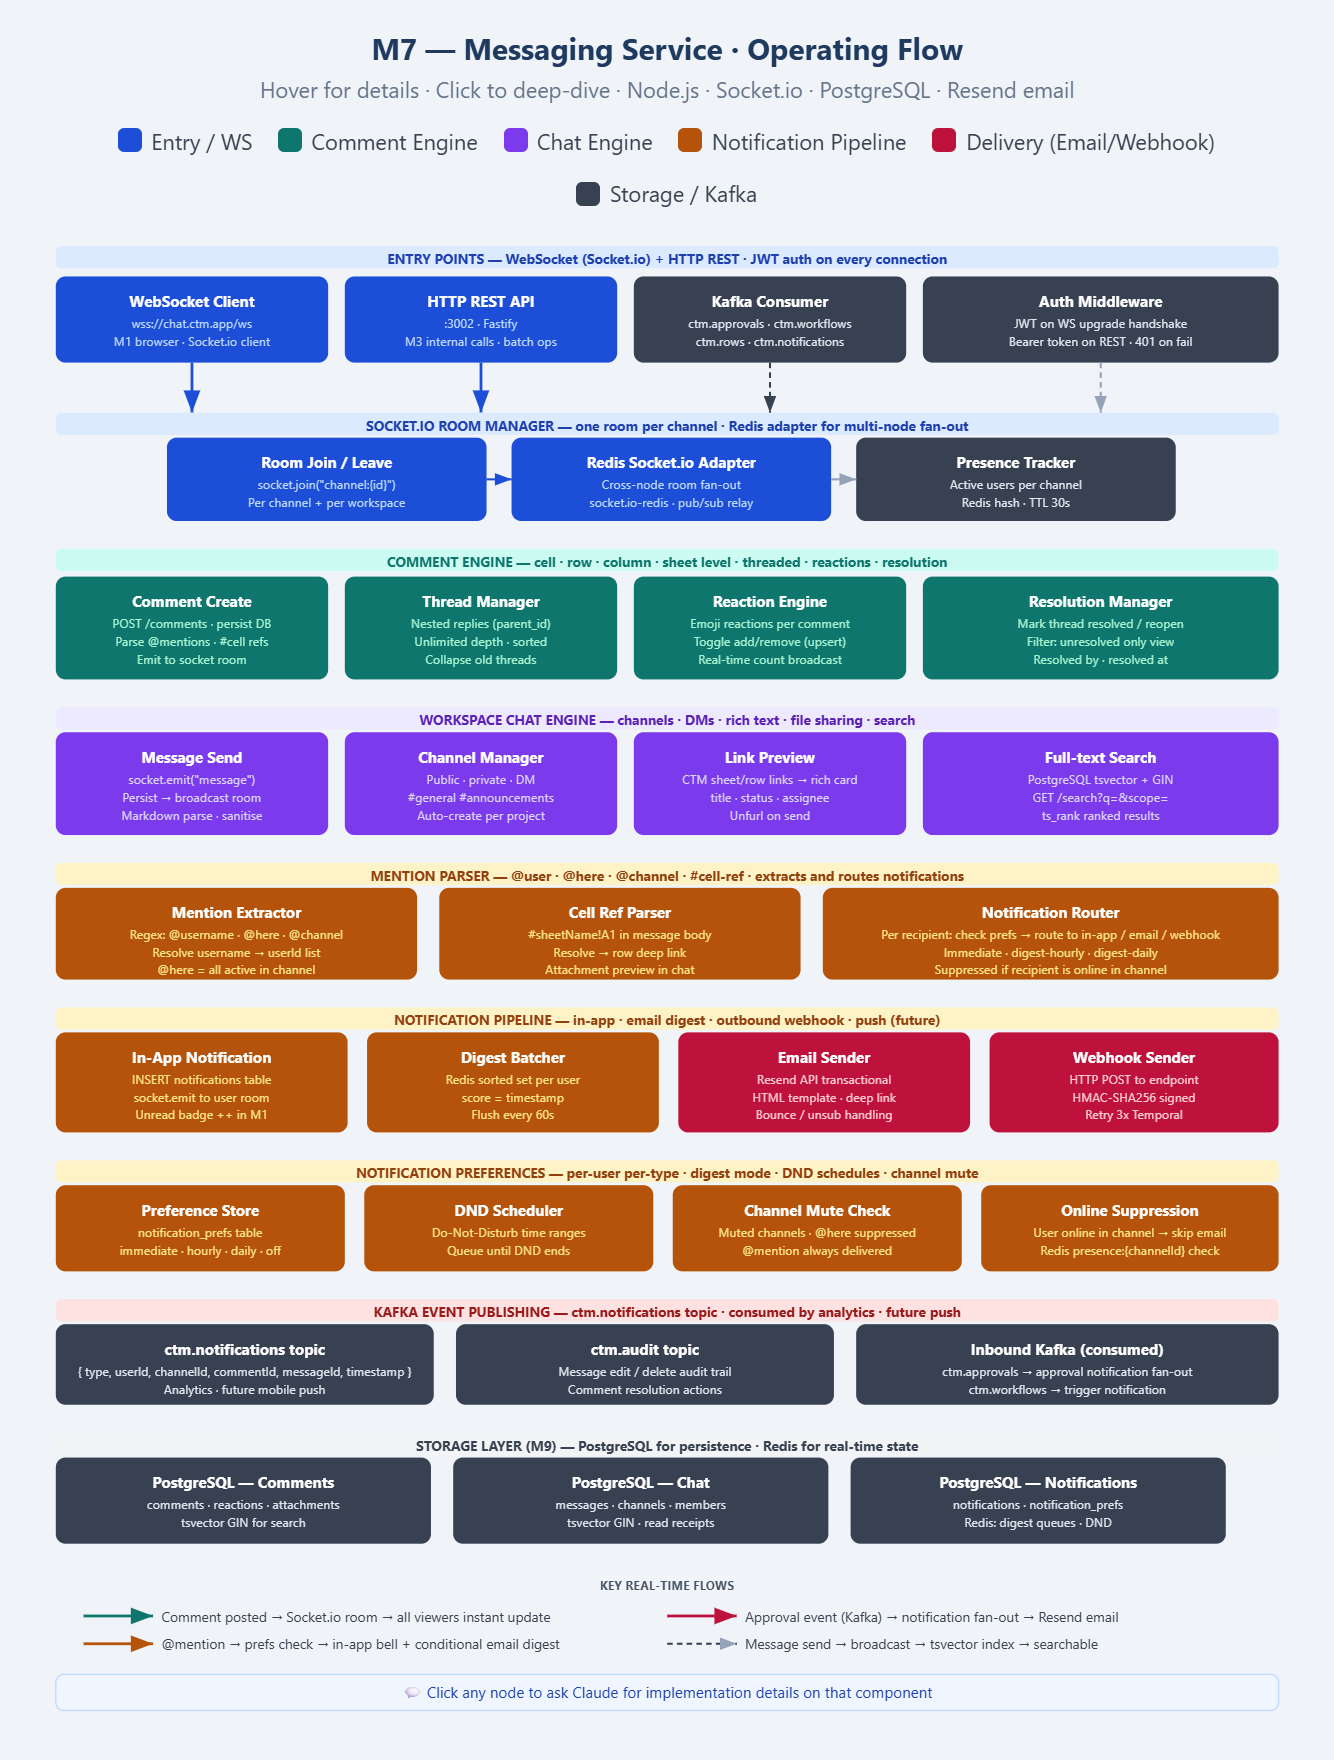 M7 — Messaging Service · Operating Flow
Hover for details · Click to deep-dive · Node.js · Socket.io · PostgreSQL · Resend email
Entry / WS
Comment Engine
Chat Engine
Notification Pipeline
Delivery (Email/Webhook)
Storage / Kafka
ENTRY POINTS — WebSocket (Socket.io) + HTTP REST · JWT auth on every connection
WebSocket Client
wss://chat.ctm.app/ws
M1 browser · Socket.io client
HTTP REST API
:3002 · Fastify
M3 internal calls · batch ops
Kafka Consumer
ctm.approvals · ctm.workflows
ctm.rows · ctm.notifications
Auth Middleware
JWT on WS upgrade handshake
Bearer token on REST · 401 on fail
SOCKET.IO ROOM MANAGER — one room per channel · Redis adapter for multi-node fan-out
Room Join / Leave
socket.join("channel:{id}")
Per channel + per workspace
Redis Socket.io Adapter
Cross-node room fan-out
socket.io-redis · pub/sub relay
Presence Tracker
Active users per channel
Redis hash · TTL 30s
COMMENT ENGINE — cell · row · column · sheet level · threaded · reactions · resolution
Comment Create
POST /comments · persist DB
Parse @mentions · #cell refs
Emit to socket room
Thread Manager
Nested replies (parent_id)
Unlimited depth · sorted
Collapse old threads
Reaction Engine
Emoji reactions per comment
Toggle add/remove (upsert)
Real-time count broadcast
Resolution Manager
Mark thread resolved / reopen
Filter: unresolved only view
Resolved by · resolved at
WORKSPACE CHAT ENGINE — channels · DMs · rich text · file sharing · search
Message Send
socket.emit("message")
Persist → broadcast room
Markdown parse · sanitise
Channel Manager
Public · private · DM
#general #announcements
Auto-create per project
Link Preview
CTM sheet/row links → rich card
title · status · assignee
Unfurl on send
Full-text Search
PostgreSQL tsvector + GIN
GET /search?q=&scope=
ts_rank ranked results
MENTION PARSER — @user · @here · @channel · #cell-ref · extracts and routes notifications
Mention Extractor
Regex: @username · @here · @channel
Resolve username → userId list
@here = all active in channel
Cell Ref Parser
#sheetName!A1 in message body
Resolve → row deep link
Attachment preview in chat
Notification Router
Per recipient: check prefs → route to in-app / email / webhook
Immediate · digest-hourly · digest-daily
Suppressed if recipient is online in channel
NOTIFICATION PIPELINE — in-app · email digest · outbound webhook · push (future)
In-App Notification
INSERT notifications table
socket.emit to user room
Unread badge ++ in M1
Digest Batcher
Redis sorted set per user
score = timestamp
Flush every 60s
Email Sender
Resend API transactional
HTML template · deep link
Bounce / unsub handling
Webhook Sender
HTTP POST to endpoint
HMAC-SHA256 signed
Retry 3x Temporal
NOTIFICATION PREFERENCES — per-user per-type · digest mode · DND schedules · channel mute
Preference Store
notification_prefs table
immediate · hourly · daily · off
DND Scheduler
Do-Not-Disturb time ranges
Queue until DND ends
Channel Mute Check
Muted channels · @here suppressed
@mention always delivered
Online Suppression
User online in channel → skip email
Redis presence:{channelId} check
KAFKA EVENT PUBLISHING — ctm.notifications topic · consumed by analytics · future push
ctm.notifications topic
{ type, userId, channelId, commentId, messageId, timestamp }
Analytics · future mobile push
ctm.audit topic
Message edit / delete audit trail
Comment resolution actions
Inbound Kafka (consumed)
ctm.approvals → approval notification fan-out
ctm.workflows → trigger notification
STORAGE LAYER (M9) — PostgreSQL for persistence · Redis for real-time state
PostgreSQL — Comments
comments · reactions · attachments
tsvector GIN for search
PostgreSQL — Chat
messages · channels · members
tsvector GIN · read receipts
PostgreSQL — Notifications
notifications · notification_prefs
Redis: digest queues · DND
KEY REAL-TIME FLOWS
Comment posted → Socket.io room → all viewers instant update
Approval event (Kafka) → notification fan-out → Resend email
@mention → prefs check → in-app bell + conditional email digest
Message send → broadcast → tsvector index → searchable
💬 Click any node to ask Claude for implementation details on that component